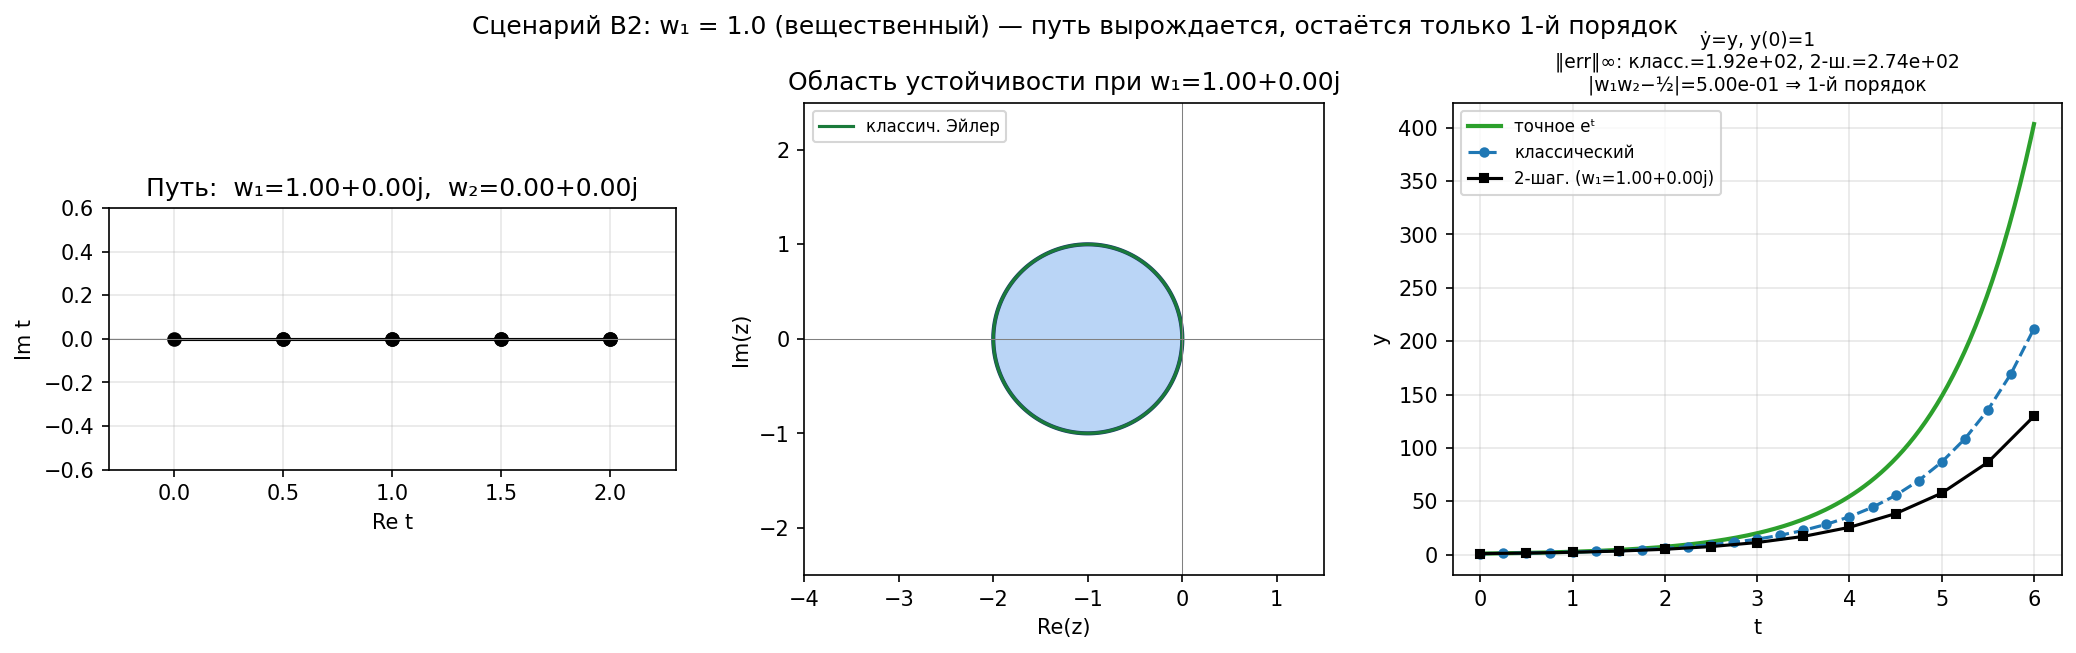 Сценарий B2: w₁ = 1.0 (вещественный) — путь вырождается, остаётся только 1-й порядок
Путь:  w₁=1.00+0.00j,  w₂=0.00+0.00j
0.6
0.4
0.2
0.0
−0.2
−0.4
−0.6
Im t
0.0
0.5
1.0
1.5
2.0
Re t
Область устойчивости при w₁=1.00+0.00j
классич. Эйлер
2
1
0
−1
−2
Im(z)
−4
−3
−2
−1
0
1
Re(z)
ẏ=y, y(0)=1
‖err‖∞: класс.=1.92e+02, 2-ш.=2.74e+02
|w₁w₂−½|=5.00e-01 ⇒ 1-й порядок
точное eᵗ
классический
2-шаг. (w₁=1.00+0.00j)
400
350
300
250
200
150
100
50
0
y
0
1
2
3
4
5
6
t